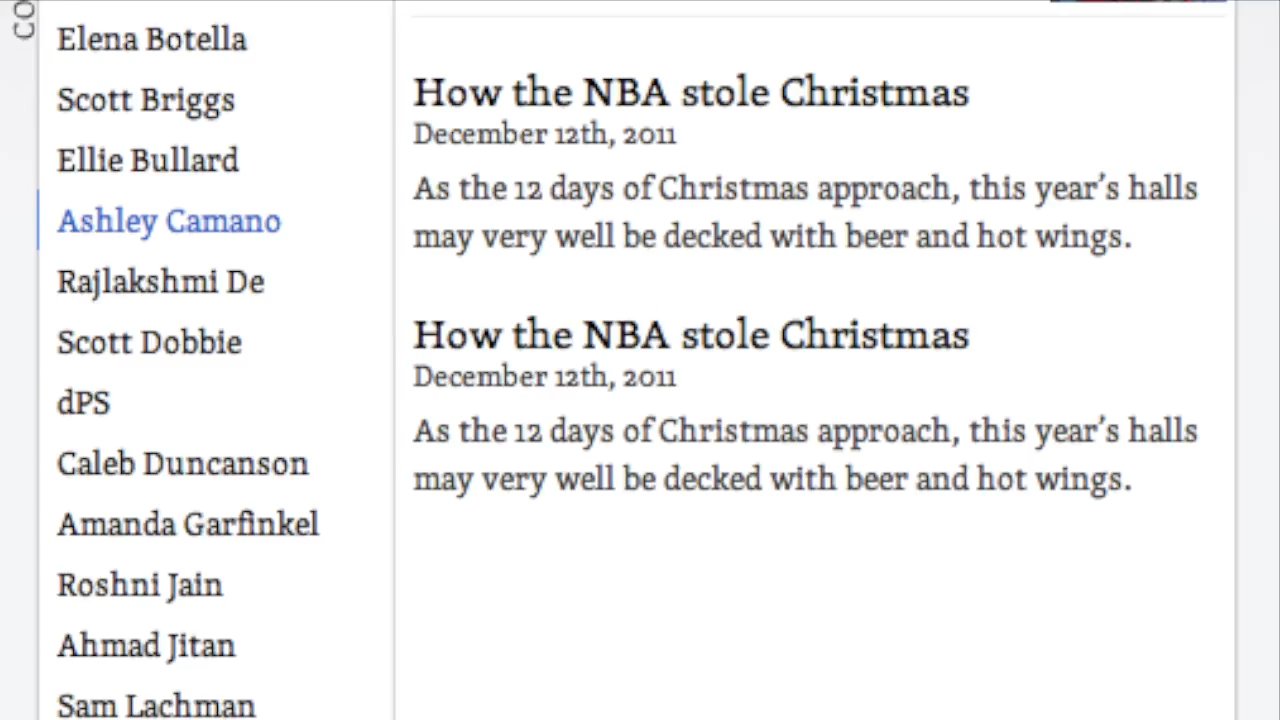 CO
Elena Botella
Scott Briggs
Ellie Bullard
Ashley Camano
Rajlakshmi De
Scott Dobbie
dPS
Caleb Duncanson
Amanda Garfinkel
Roshni Jain
Ahmad Jitan
Sam Lachman
How the NBA stole Christmas
December 12th, 2011
As the 12 days of Christmas approach, this year’s halls
may very well be decked with beer and hot wings.
How the NBA stole Christmas
December 12th, 2011
As the 12 days of Christmas approach, this year’s halls
may very well be decked with beer and hot wings.